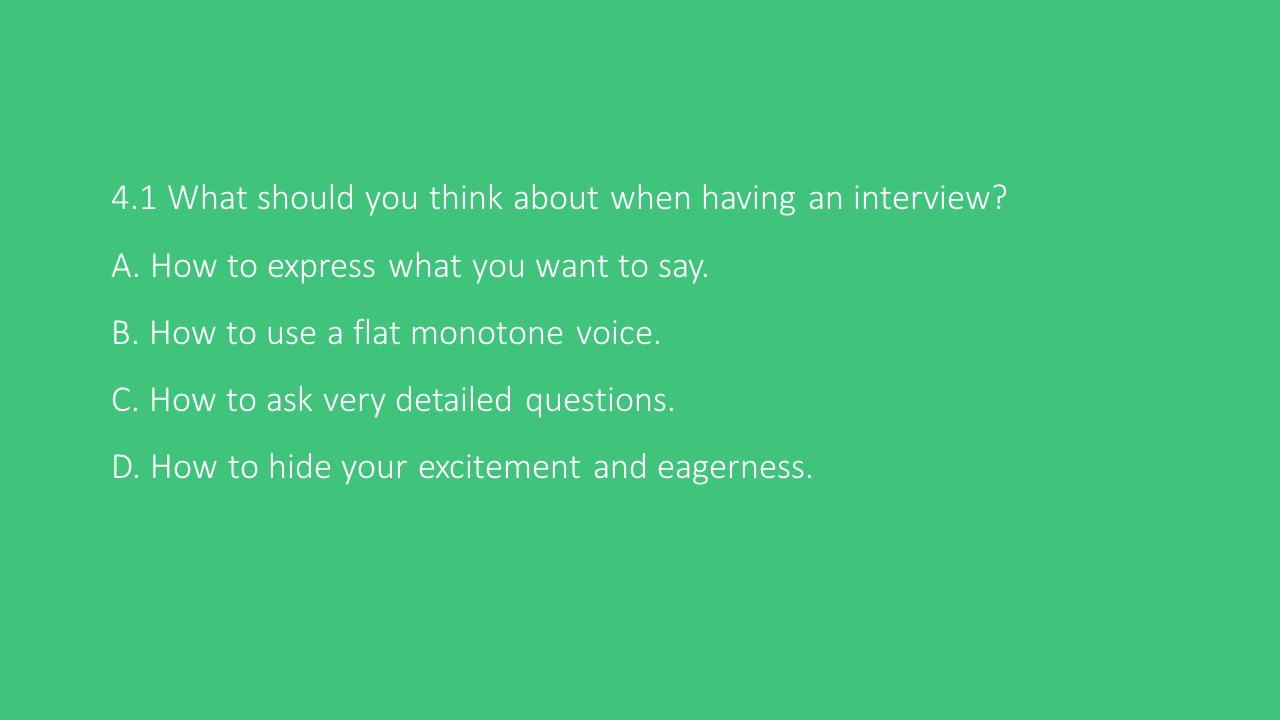 4.1 What should you think about when having an interview?
A. How to express what you want to say.
B. How to use a flat monotone voice.
C. How to ask very detailed questions.
D. How to hide your excitement and eagerness.